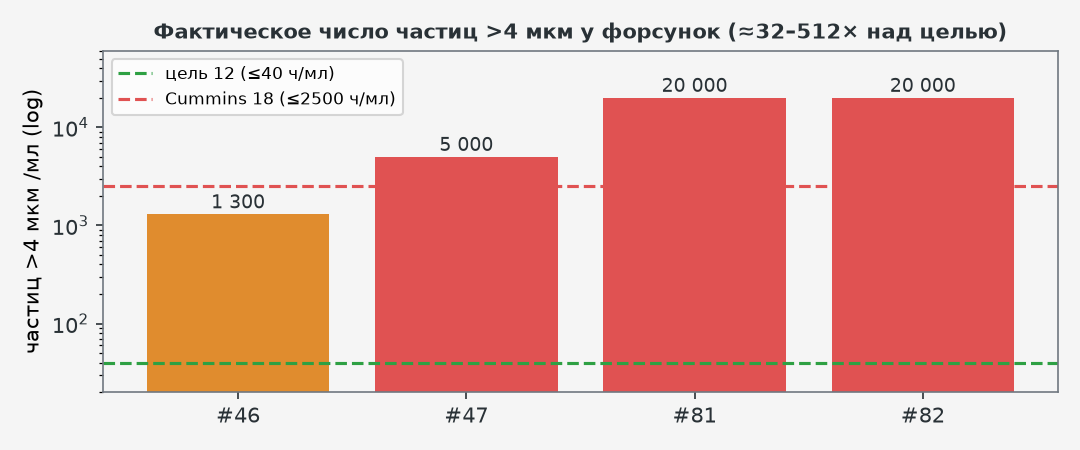 Фактическое число частиц >4 мкм у форсунок (≈32–512× над целью)
цель 12 (≤40 ч/мл)
Cummins 18 (≤2500 ч/мл)
частиц >4 мкм /мл (log)
10⁴
10³
10²
1 300
5 000
20 000
20 000
#46
#47
#81
#82